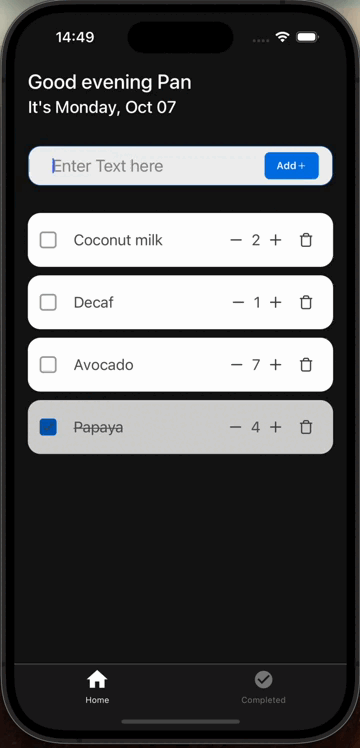 14:49
Good evening Pan
It's Monday, Oct 07
Enter Text here
Add +
Coconut milk − 2 +
Decaf − 1 +
Avocado − 7 +
Papaya − 4 +
Home
Completed